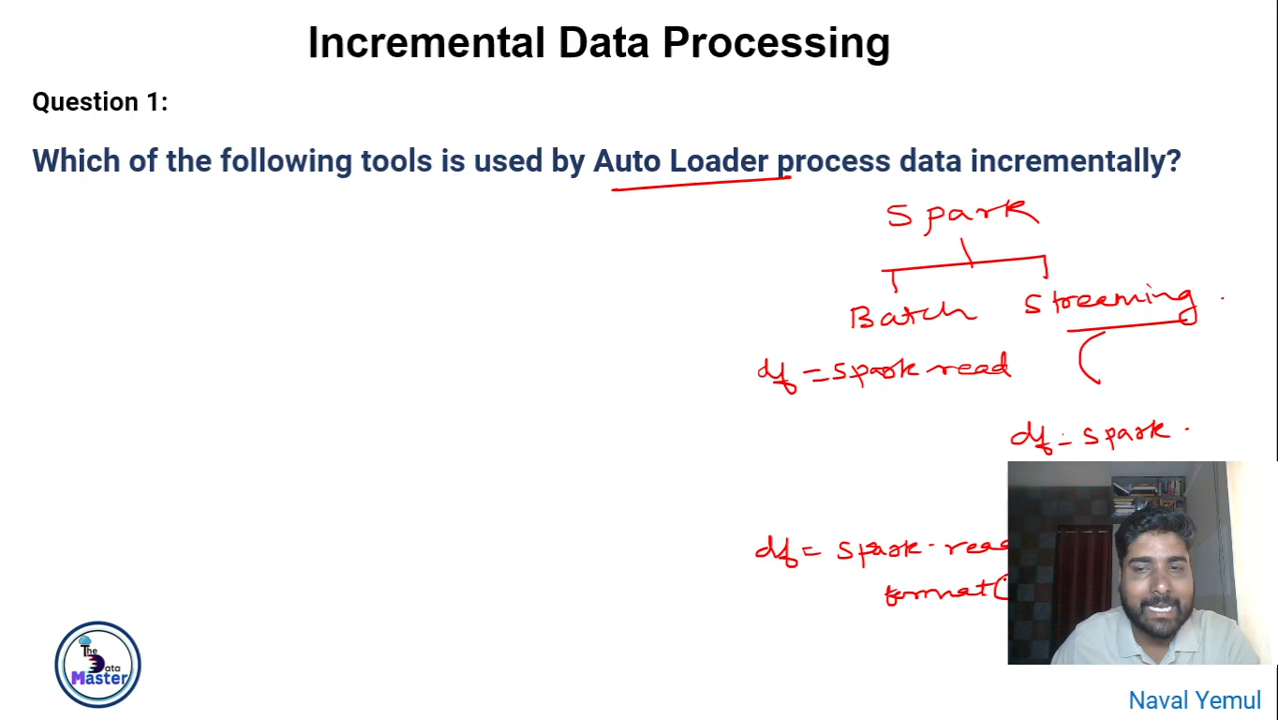 Incremental Data Processing
Question 1:
Which of the following tools is used by Auto Loader process data incrementally?
Spark
Batch Streaming
df = spark read
df = spark.
df = spark. read
format(
The
Data
Master
Naval Yemul